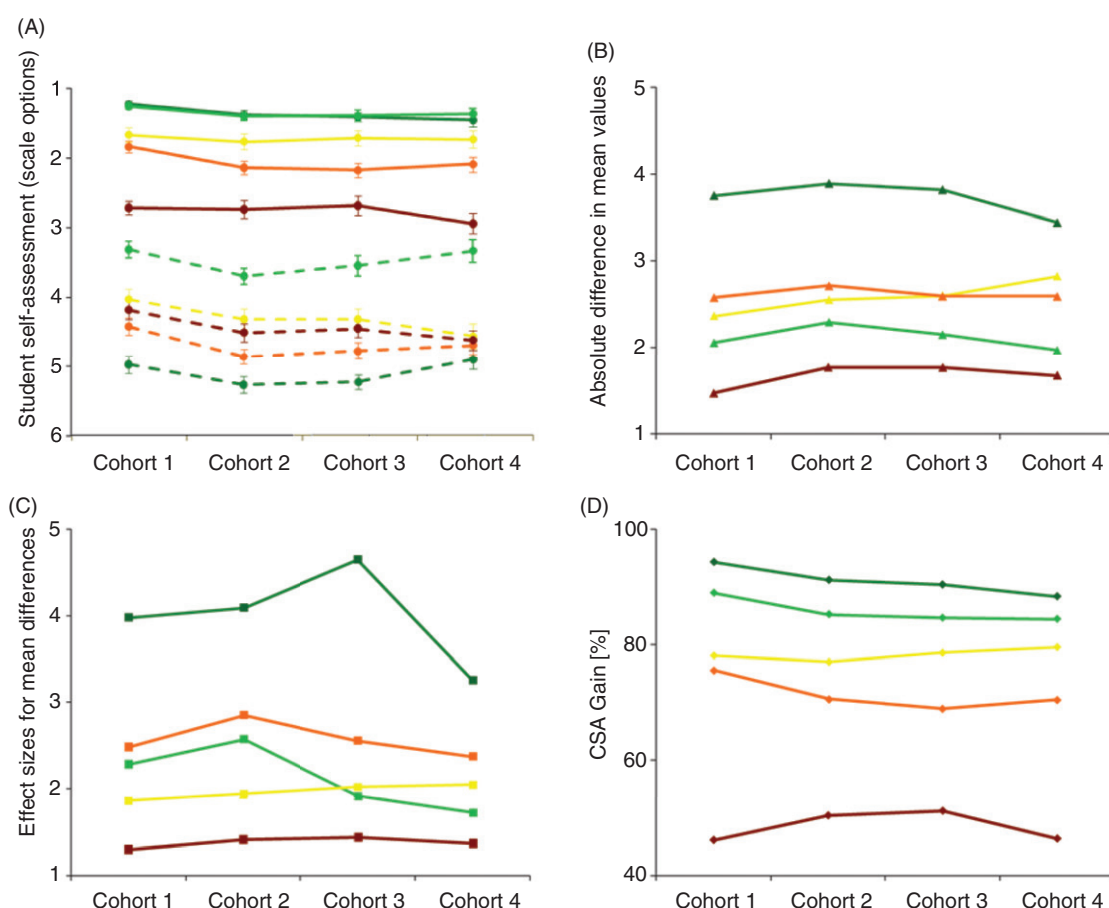 (A)
Student self-assessment (scale options)
1
2
3
4
5
6
Cohort 1 Cohort 2 Cohort 3 Cohort 4
(B)
Absolute difference in mean values
5
4
3
2
1
Cohort 1 Cohort 2 Cohort 3 Cohort 4
(C)
Effect sizes for mean differences
5
4
3
2
1
Cohort 1 Cohort 2 Cohort 3 Cohort 4
(D)
CSA Gain [%]
100
80
60
40
Cohort 1 Cohort 2 Cohort 3 Cohort 4